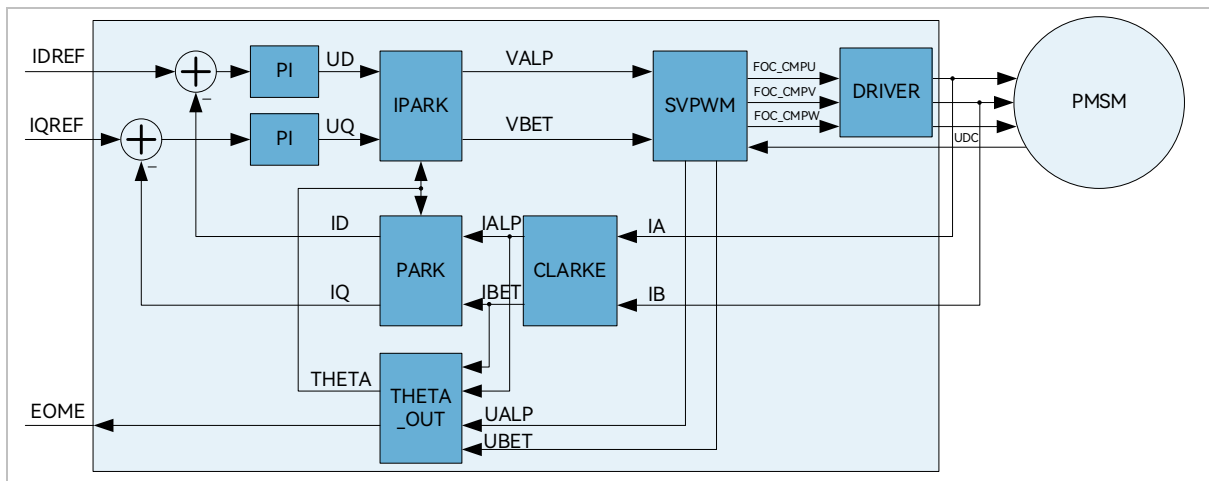 IDREF
PI
UD
IPARK
VALP
SVPWM
FOC_CMPU
FOC_CMPV
FOC_CMPW
DRIVER
PMSM
IQREF
PI
UQ
VBET
UDC
ID
PARK
IALP
CLARKE
IA
IQ
IBET
IB
THETA
THETA
_OUT
EOME
UALP
UBET